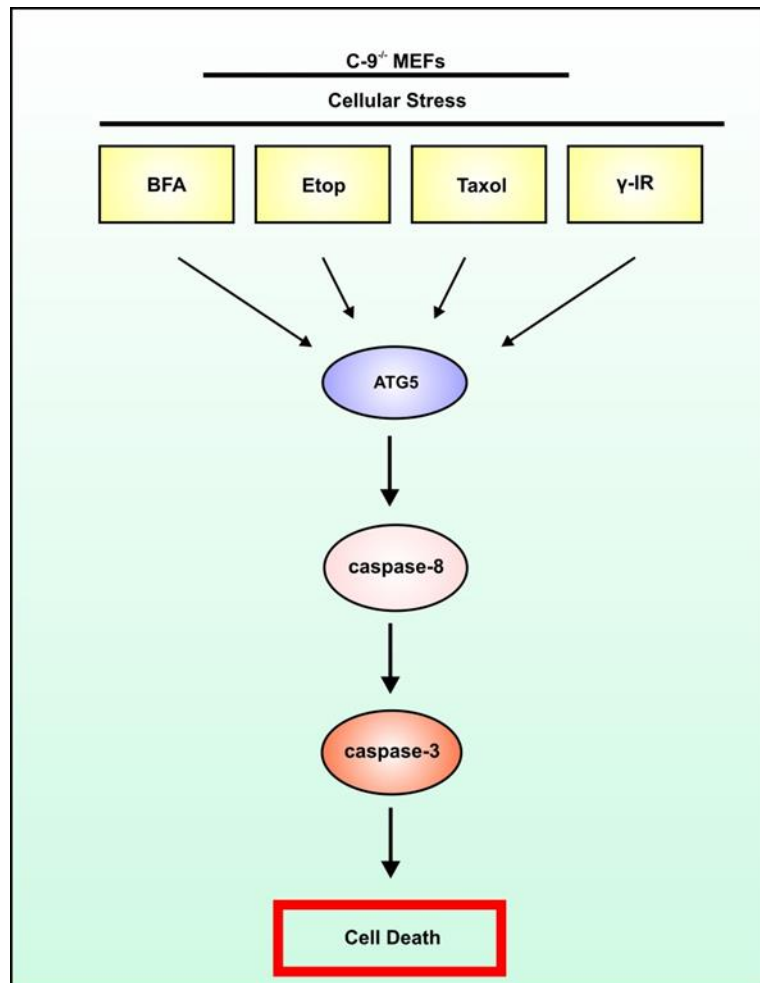 C-9⁻/⁻ MEFs
Cellular Stress
BFA
Etop
Taxol
γ-IR
ATG5
caspase-8
caspase-3
Cell Death